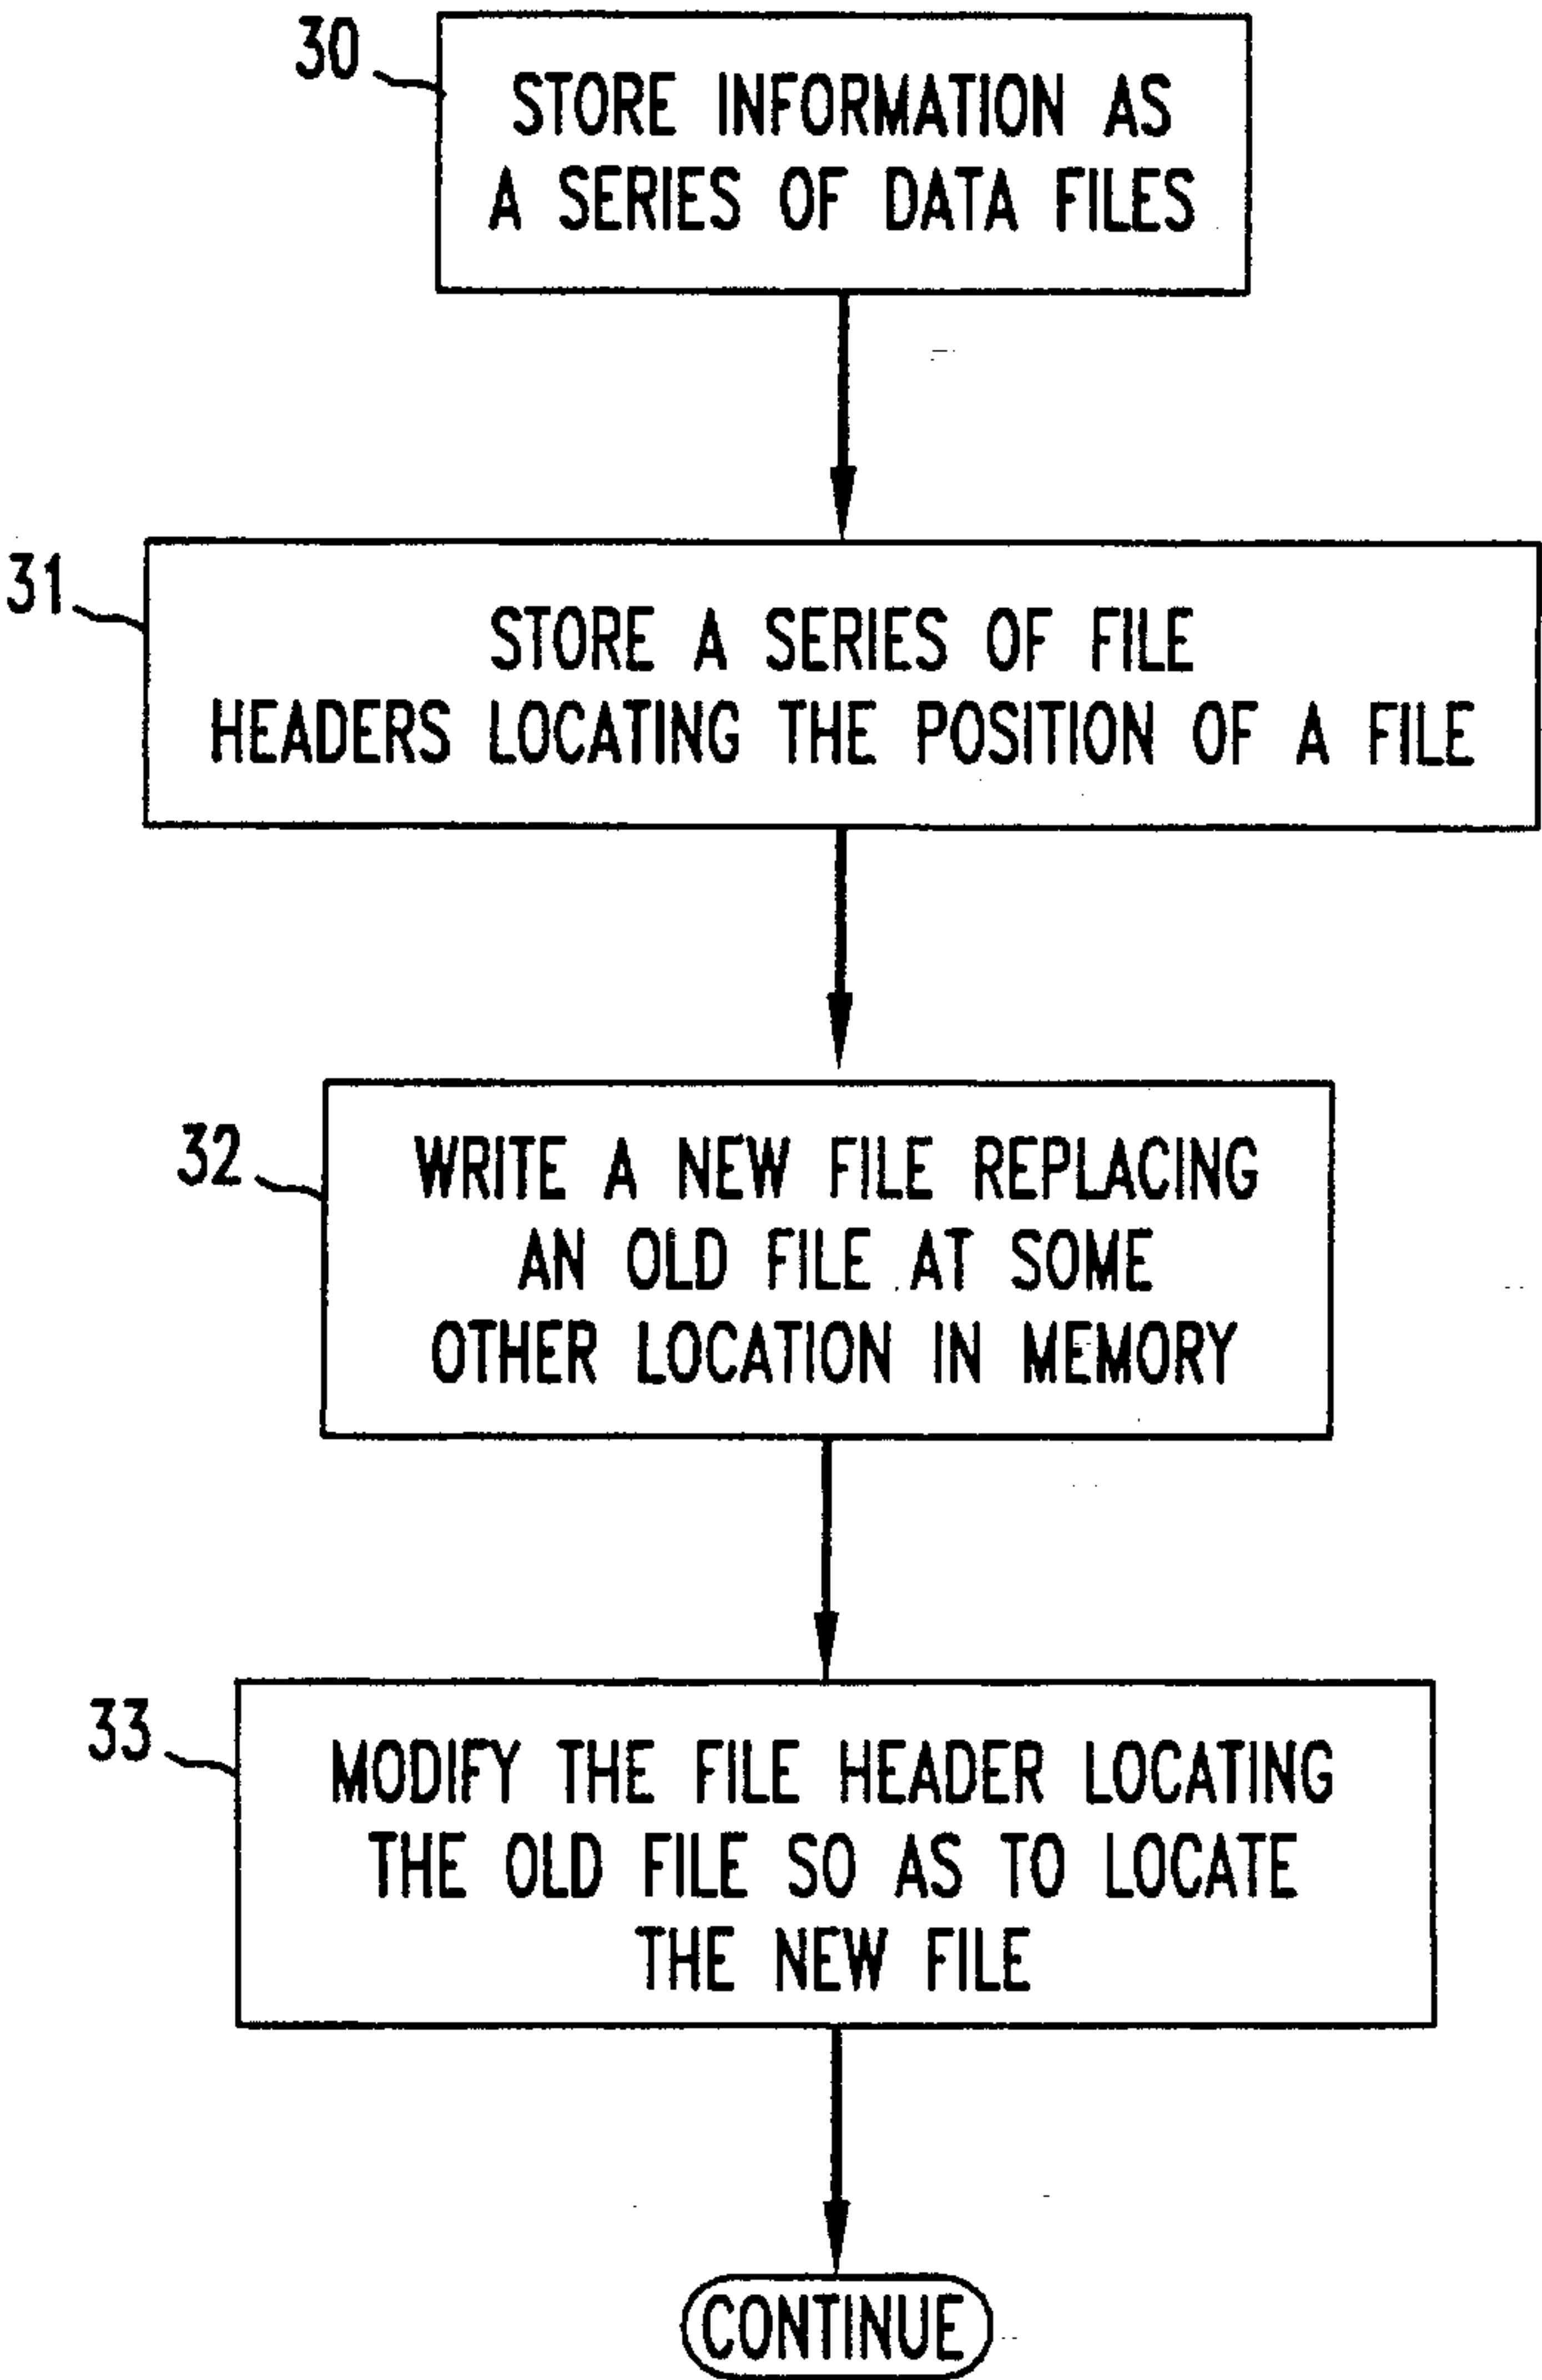 30
STORE INFORMATION AS
A SERIES OF DATA FILES
31
STORE A SERIES OF FILE
HEADERS LOCATING THE POSITION OF A FILE
32
WRITE A NEW FILE REPLACING
AN OLD FILE AT SOME
OTHER LOCATION IN MEMORY
33
MODIFY THE FILE HEADER LOCATING
THE OLD FILE SO AS TO LOCATE
THE NEW FILE
CONTINUE